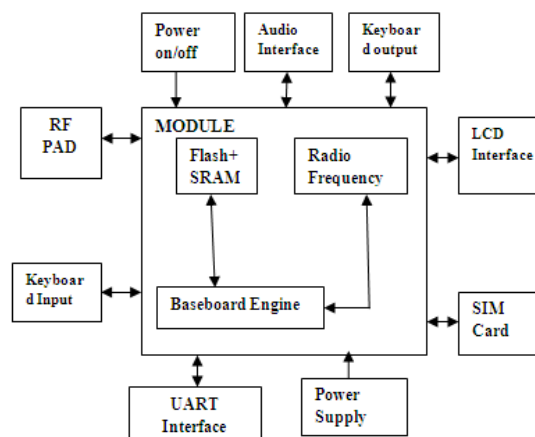 Power
on/off
Audio
Interface
Keyboar
d output
RF
PAD
MODULE
Flash+
SRAM
Radio
Frequency
LCD
Interface
Keyboar
d Input
Baseboard Engine
SIM
Card
UART
Interface
Power
Supply